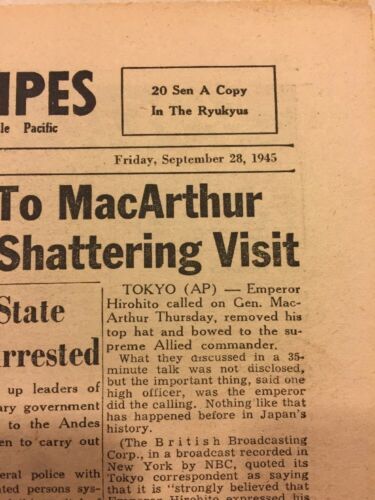 IPES
le Pacific
20 Sen A Copy
In The Ryukyus
Friday, September 28, 1945
To MacArthur
Shattering Visit
State
rrested
up leaders of
ary government
to the Andes
en to carry out
eral police with
ted persons sys-
TOKYO (AP) — Emperor
Hirohito called on Gen. Mac-
Arthur Thursday, removed his
top hat and bowed to the su-
preme Allied commander.
What they discussed in a 35-
minute talk was not disclosed,
but the important thing, said one
high officer, was the emperor
did the calling. Nothing like that
has happened before in Japan's
history.
(The British Broadcasting
Corp., in a broadcast recorded in
New York by NBC, quoted its
Tokyo correspondent as saying
that it is "strongly believed that
Emperor Hirohito expressed his